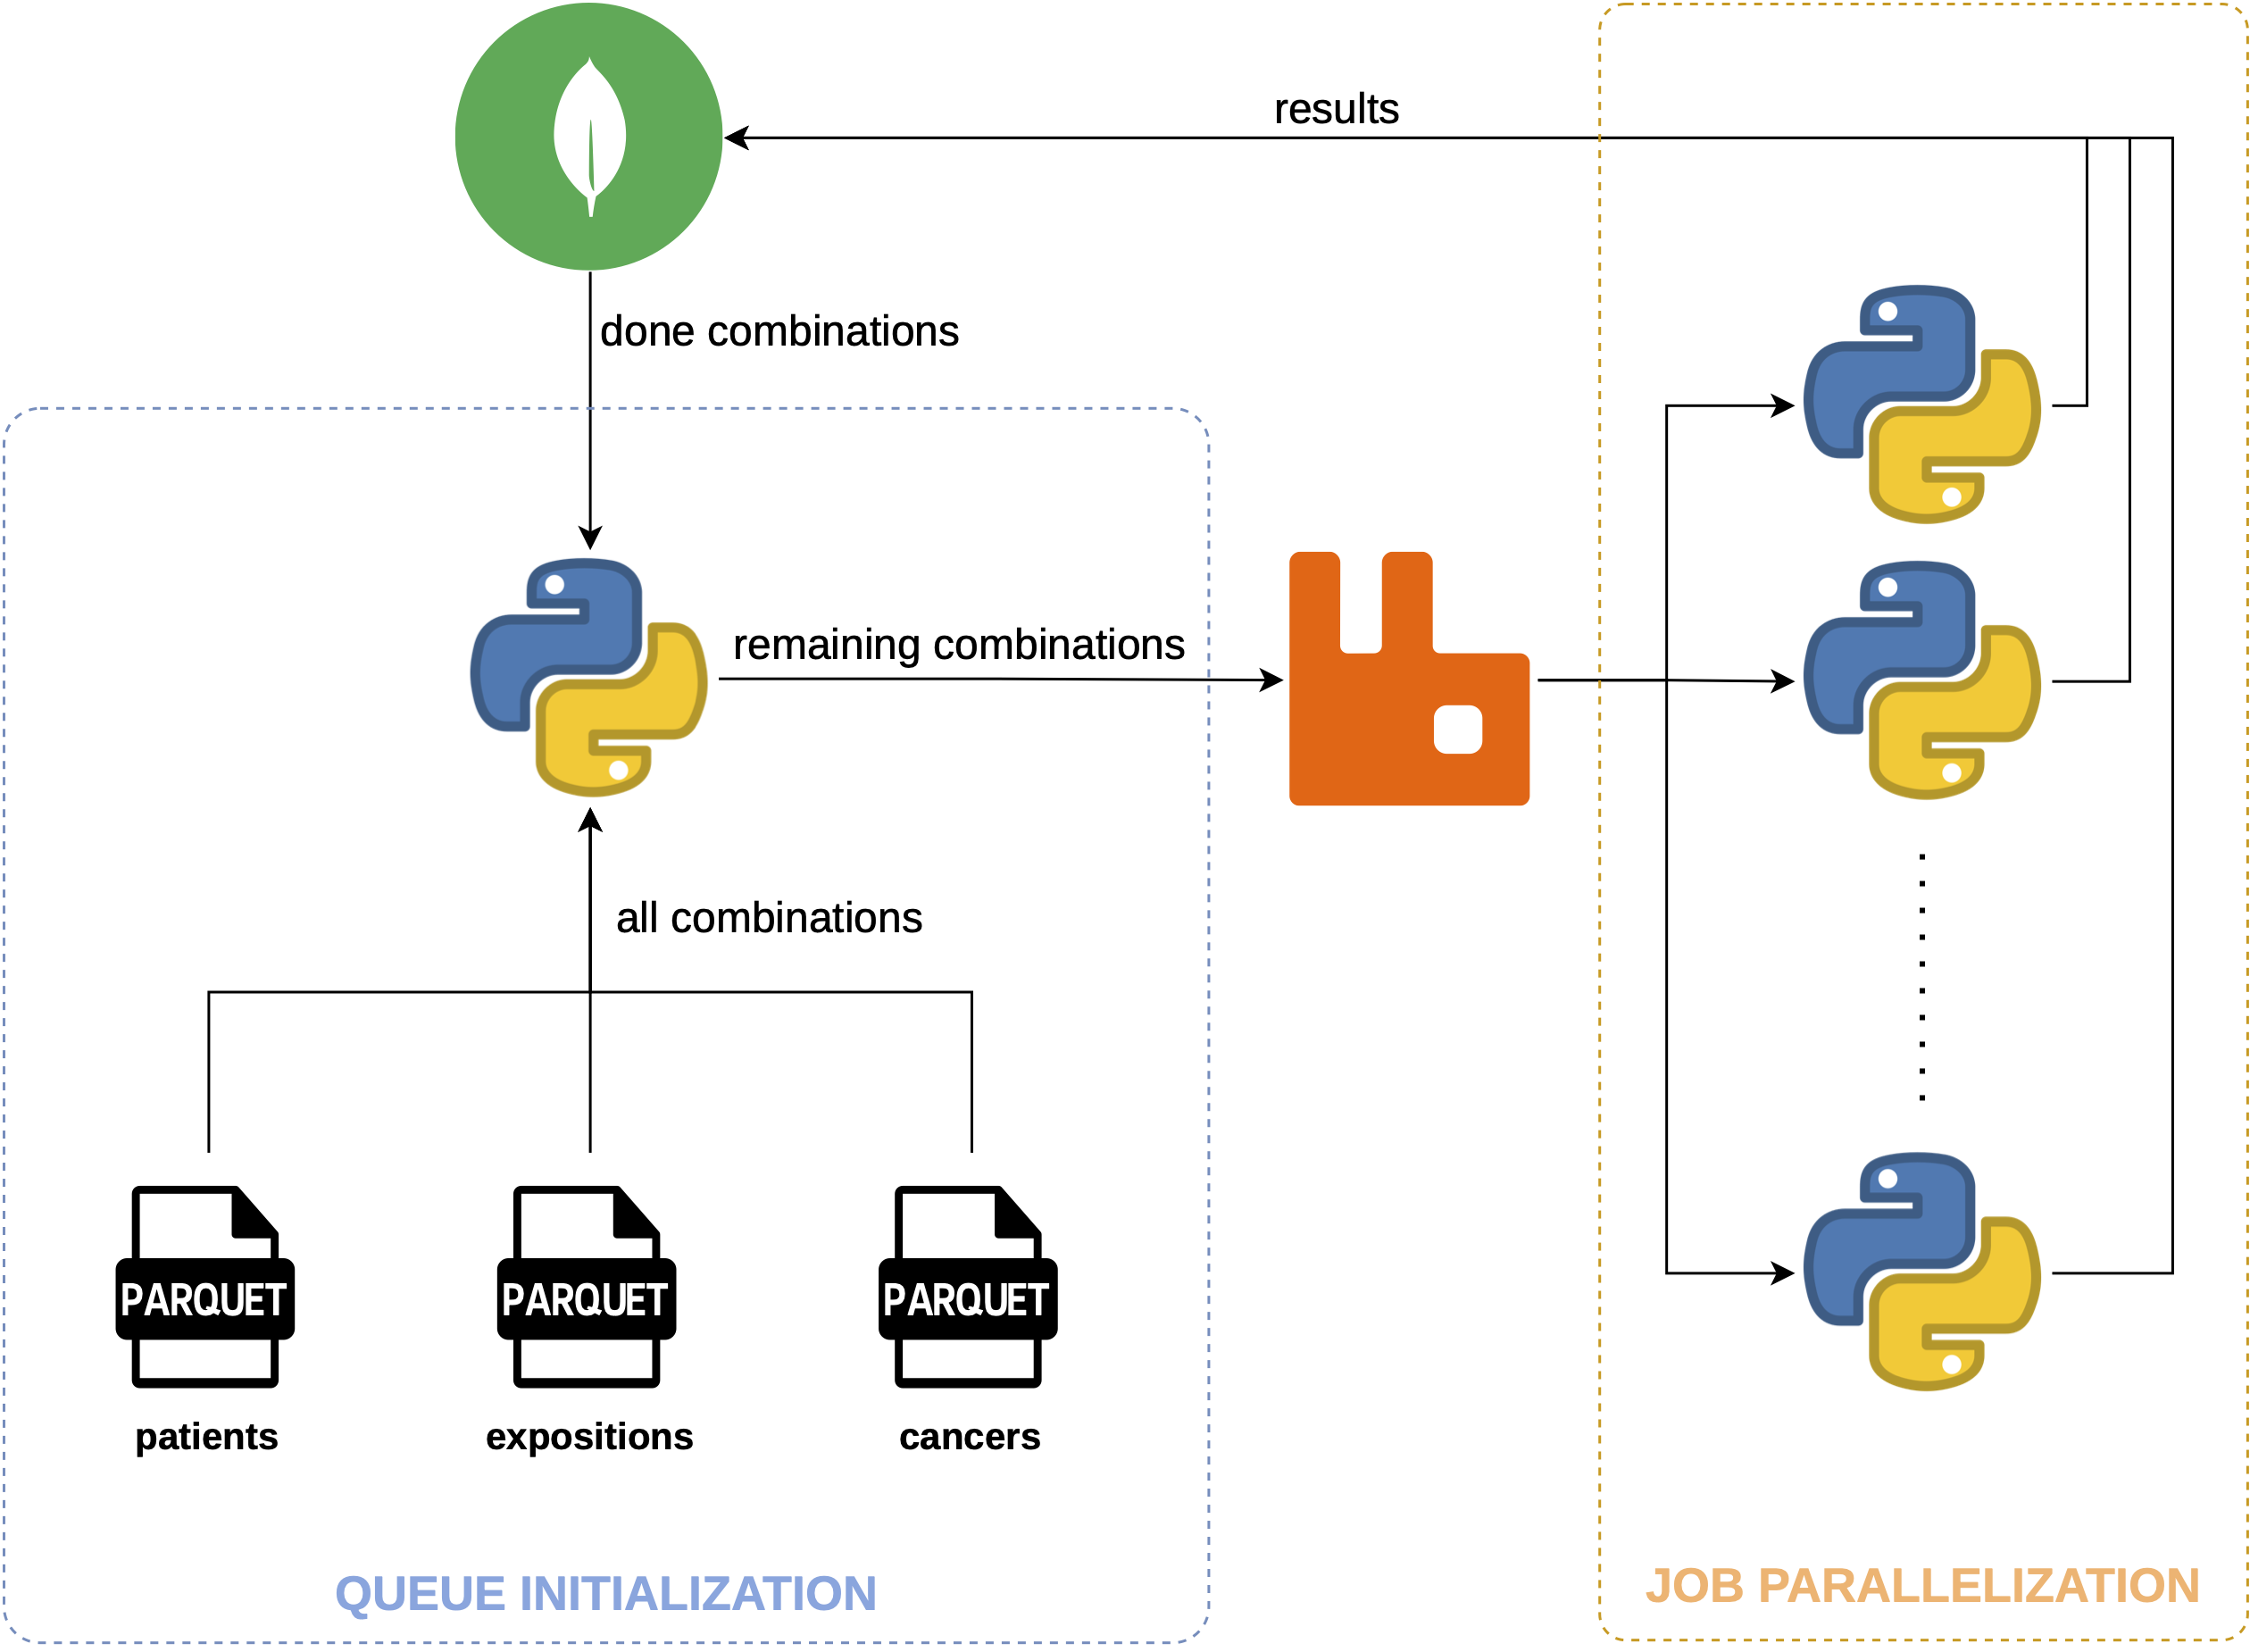 results
done combinations
remaining combinations
all combinations
PARQUET
PARQUET
PARQUET
patients
expositions
cancers
QUEUE INITIALIZATION
JOB PARALLELIZATION